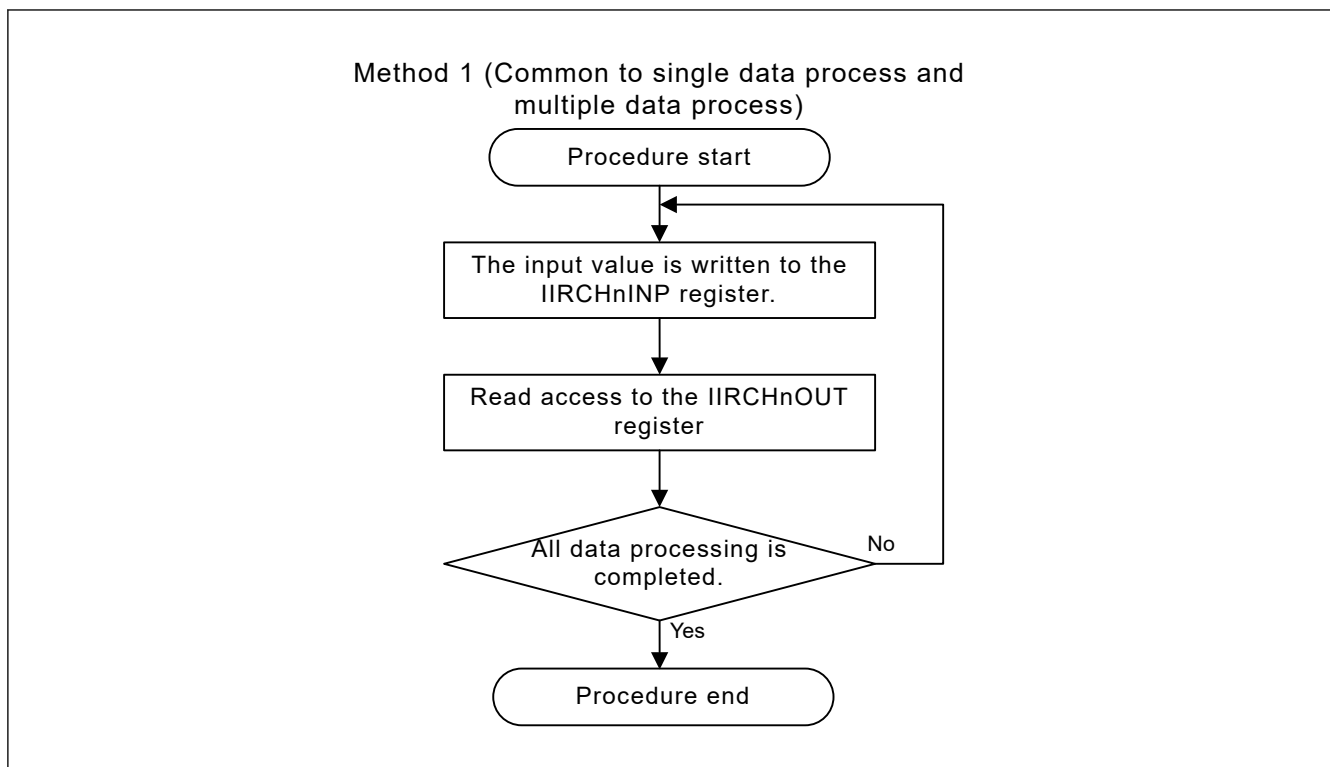 Method 1 (Common to single data process and
multiple data process)
Procedure start
The input value is written to the
IIRCHnINP register.
Read access to the IIRCHnOUT
register
All data processing is
completed.
No
Yes
Procedure end